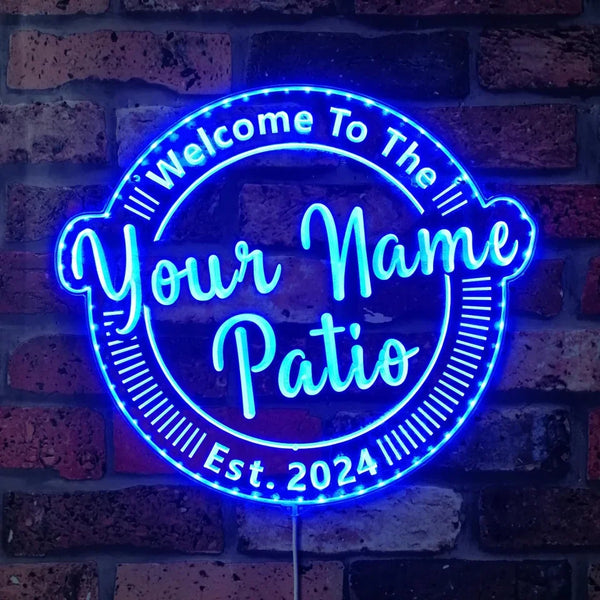 Welcome To The
Your Name
Patio
Est. 2024